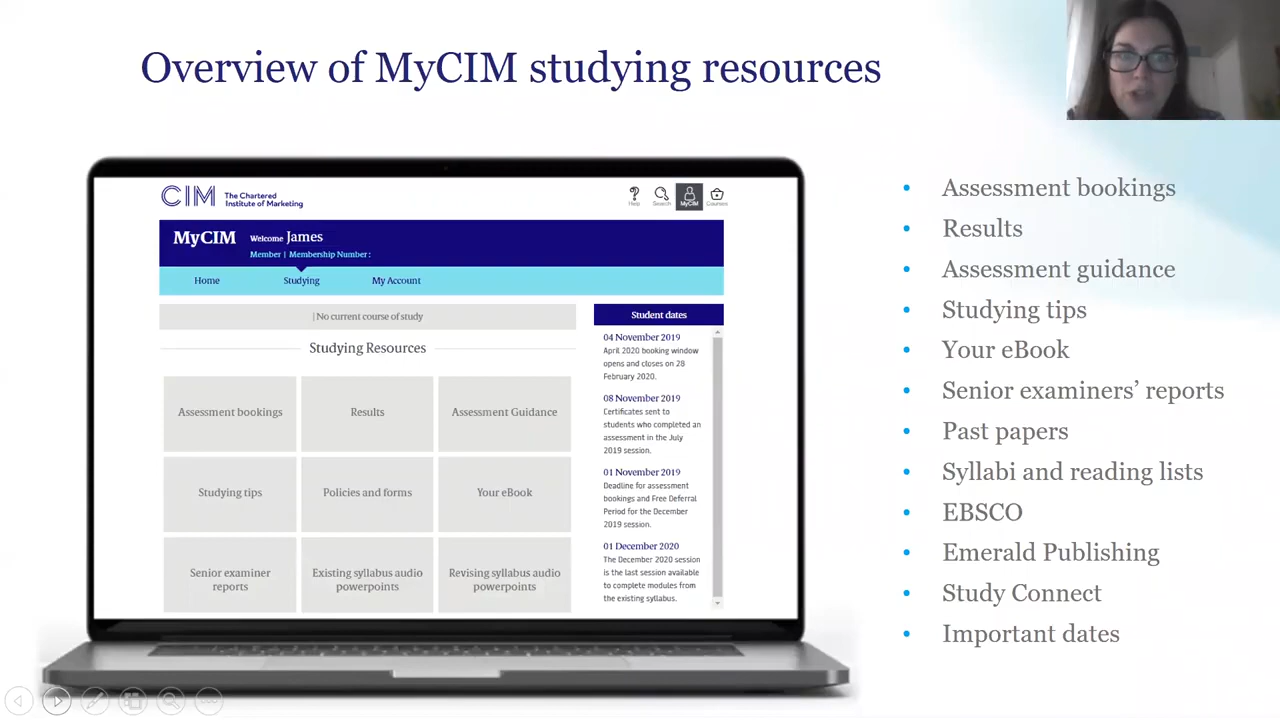 Overview of MyCIM studying resources
CIM The Chartered
Institute of Marketing
Help
Search
MyCIM
Courses
MyCIM Welcome James
Member | Membership Number:
Home
Studying
My Account
| No current course of study
Studying Resources
Assessment bookings
Results
Assessment Guidance
Studying tips
Policies and forms
Your eBook
Senior examiner
reports
Existing syllabus audio
powerpoints
Revising syllabus audio
powerpoints
Student dates
04 November 2019
April 2020 booking window
opens and closes on 28
February 2020.
08 November 2019
Certificates sent to
students who completed an
assessment in the July
2019 session.
01 November 2019
Deadline for assessment
bookings and Free Deferral
Period for the December
2019 session.
01 December 2020
The December 2020 session
is the last session available
to complete modules from
the existing syllabus.
• Assessment bookings
• Results
• Assessment guidance
• Studying tips
• Your eBook
• Senior examiners’ reports
• Past papers
• Syllabi and reading lists
• EBSCO
• Emerald Publishing
• Study Connect
• Important dates